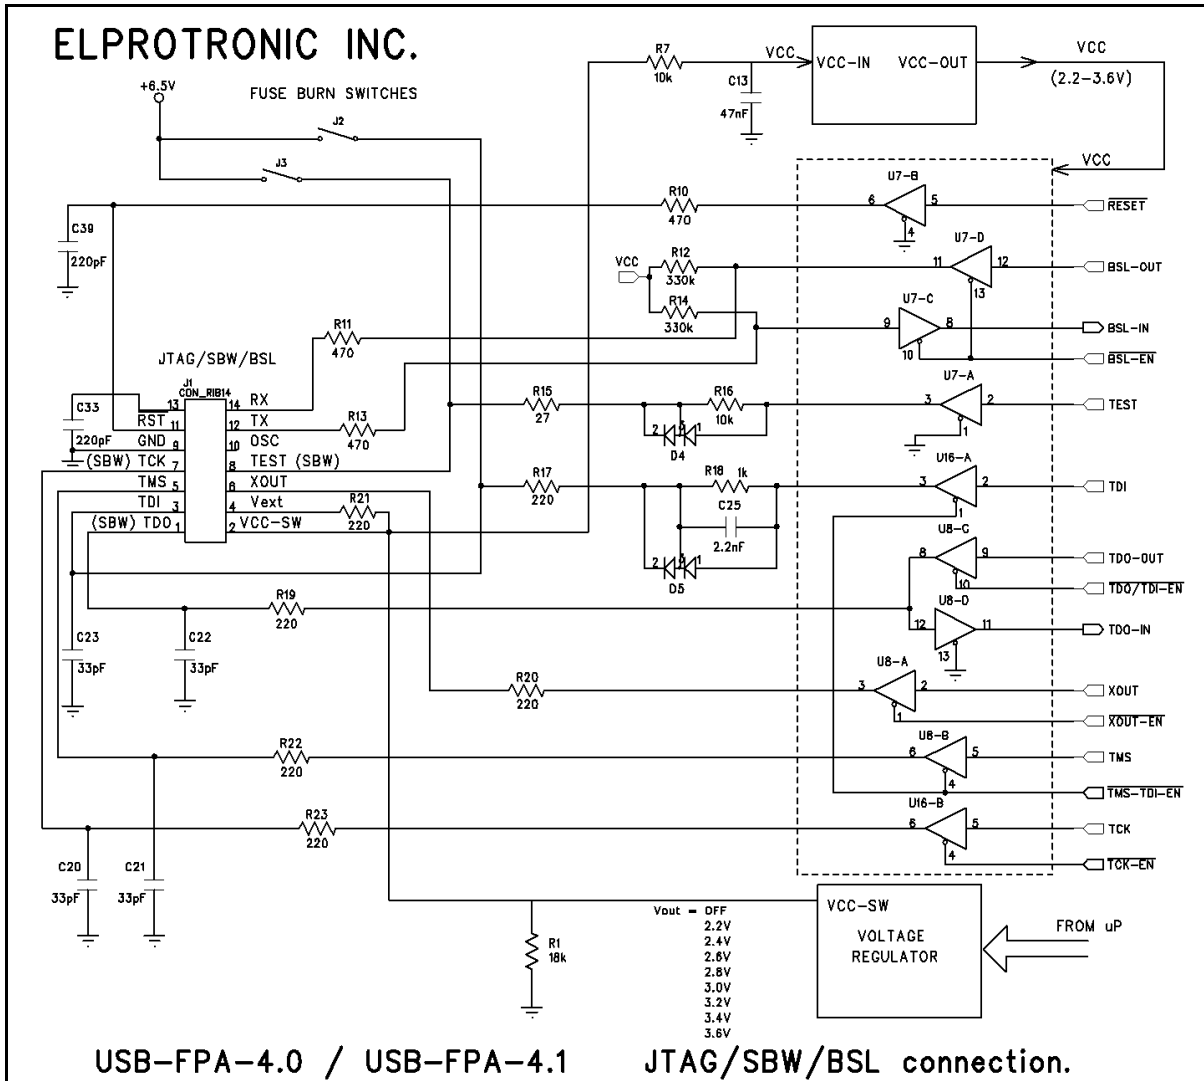 ELPROTRONIC INC.
+6.5V
FUSE BURN SWITCHES
J2
J3
R7
10k
VCC
C13
47nF
VCC-IN VCC-OUT
VCC
(2.2-3.6V)
VCC
C39
220pF
R10
470
U7-B
6 5
4
RESET
VCC
R12
330k
U7-D
11 12
13
BSL-OUT
R14
330k
U7-C
9 8
10
BSL-IN
BSL-EN
R11
470
JTAG/SBW/BSL
J1
CON_RIB14
C33
220pF
13 14 RX
RST 11 12 TX
GND 9 10 OSC
(SBW) TCK 7 8 TEST (SBW)
TMS 5 6 XOUT
TDI 3 4 Vext
(SBW) TDO 1 2 VCC-SW
R13
470
R21
220
R15
27
R16
10k
2 3 1
D4
U7-A
3 2
1
TEST
R17
220
R18 1k
C25
2.2nF
2 3 1
D5
U16-A
3 2
1
TDI
U8-C
8 9
10
TDO-OUT
TDO/TDI-EN
U8-D
12 11
13
TDO-IN
R19
220
C23
33pF
C22
33pF
R20
220
U8-A
3 2
1
XOUT
XOUT-EN
R22
220
U8-B
6 5
4
TMS
TMS-TDI-EN
R23
220
U16-B
6 5
4
TCK
TCK-EN
C20
33pF
C21
33pF
R1
18k
Vout = OFF
2.2V
2.4V
2.6V
2.8V
3.0V
3.2V
3.4V
3.6V
VCC-SW
VOLTAGE
REGULATOR
FROM uP
USB-FPA-4.0 / USB-FPA-4.1 JTAG/SBW/BSL connection.